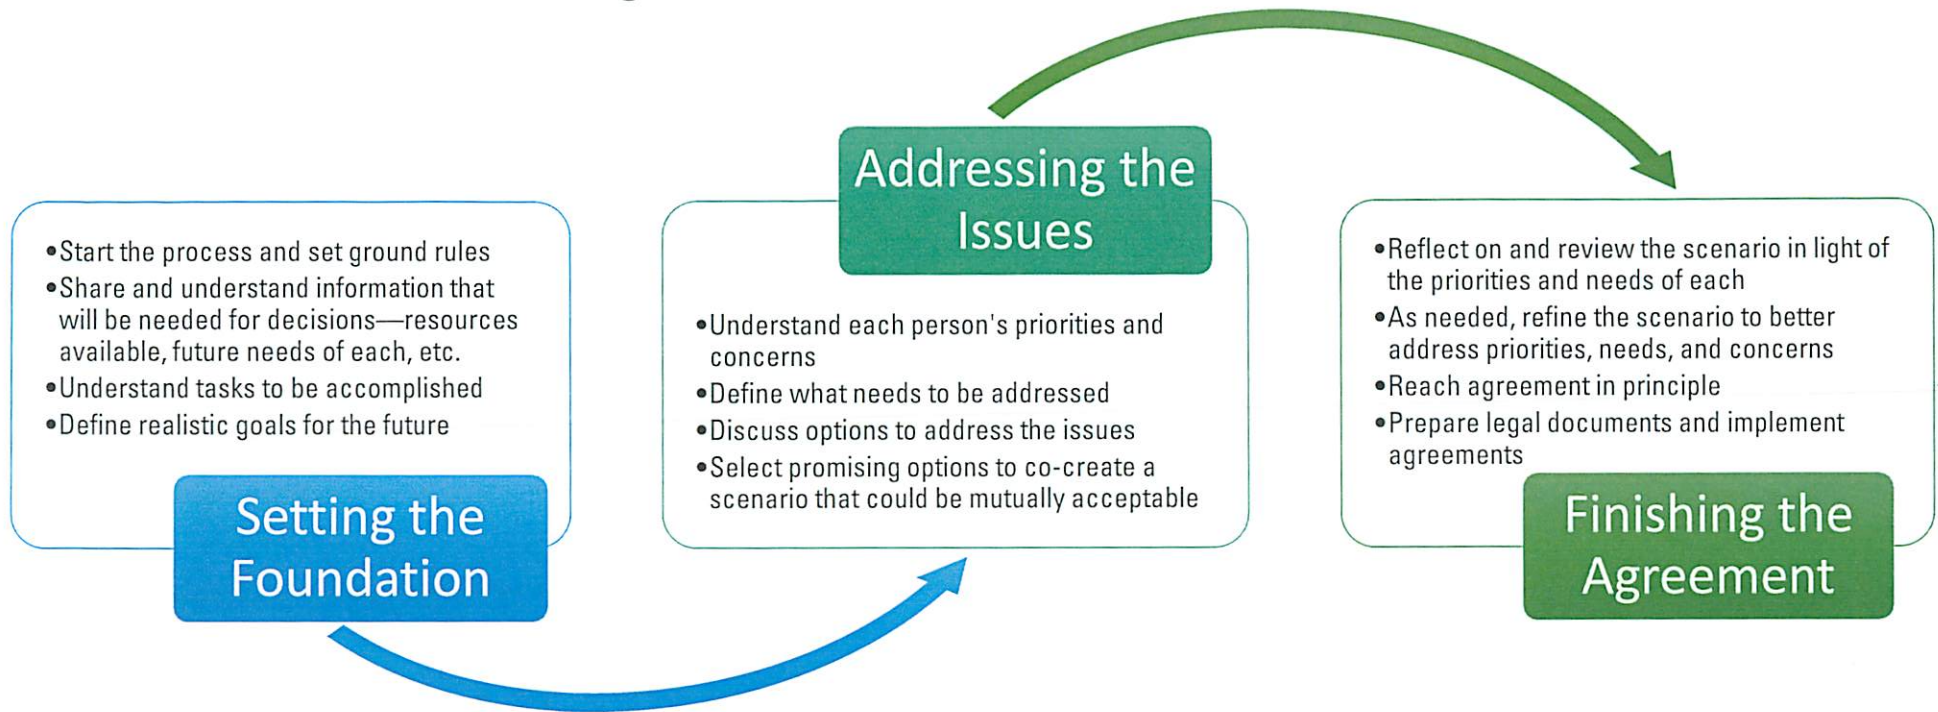 •Start the process and set ground rules
•Share and understand information that
will be needed for decisions—resources
available, future needs of each, etc.
•Understand tasks to be accomplished
•Define realistic goals for the future
Setting the
Foundation
Addressing the
Issues
•Understand each person's priorities and
concerns
•Define what needs to be addressed
•Discuss options to address the issues
•Select promising options to co-create a
scenario that could be mutually acceptable
•Reflect on and review the scenario in light of
the priorities and needs of each
•As needed, refine the scenario to better
address priorities, needs, and concerns
•Reach agreement in principle
•Prepare legal documents and implement
agreements
Finishing the
Agreement